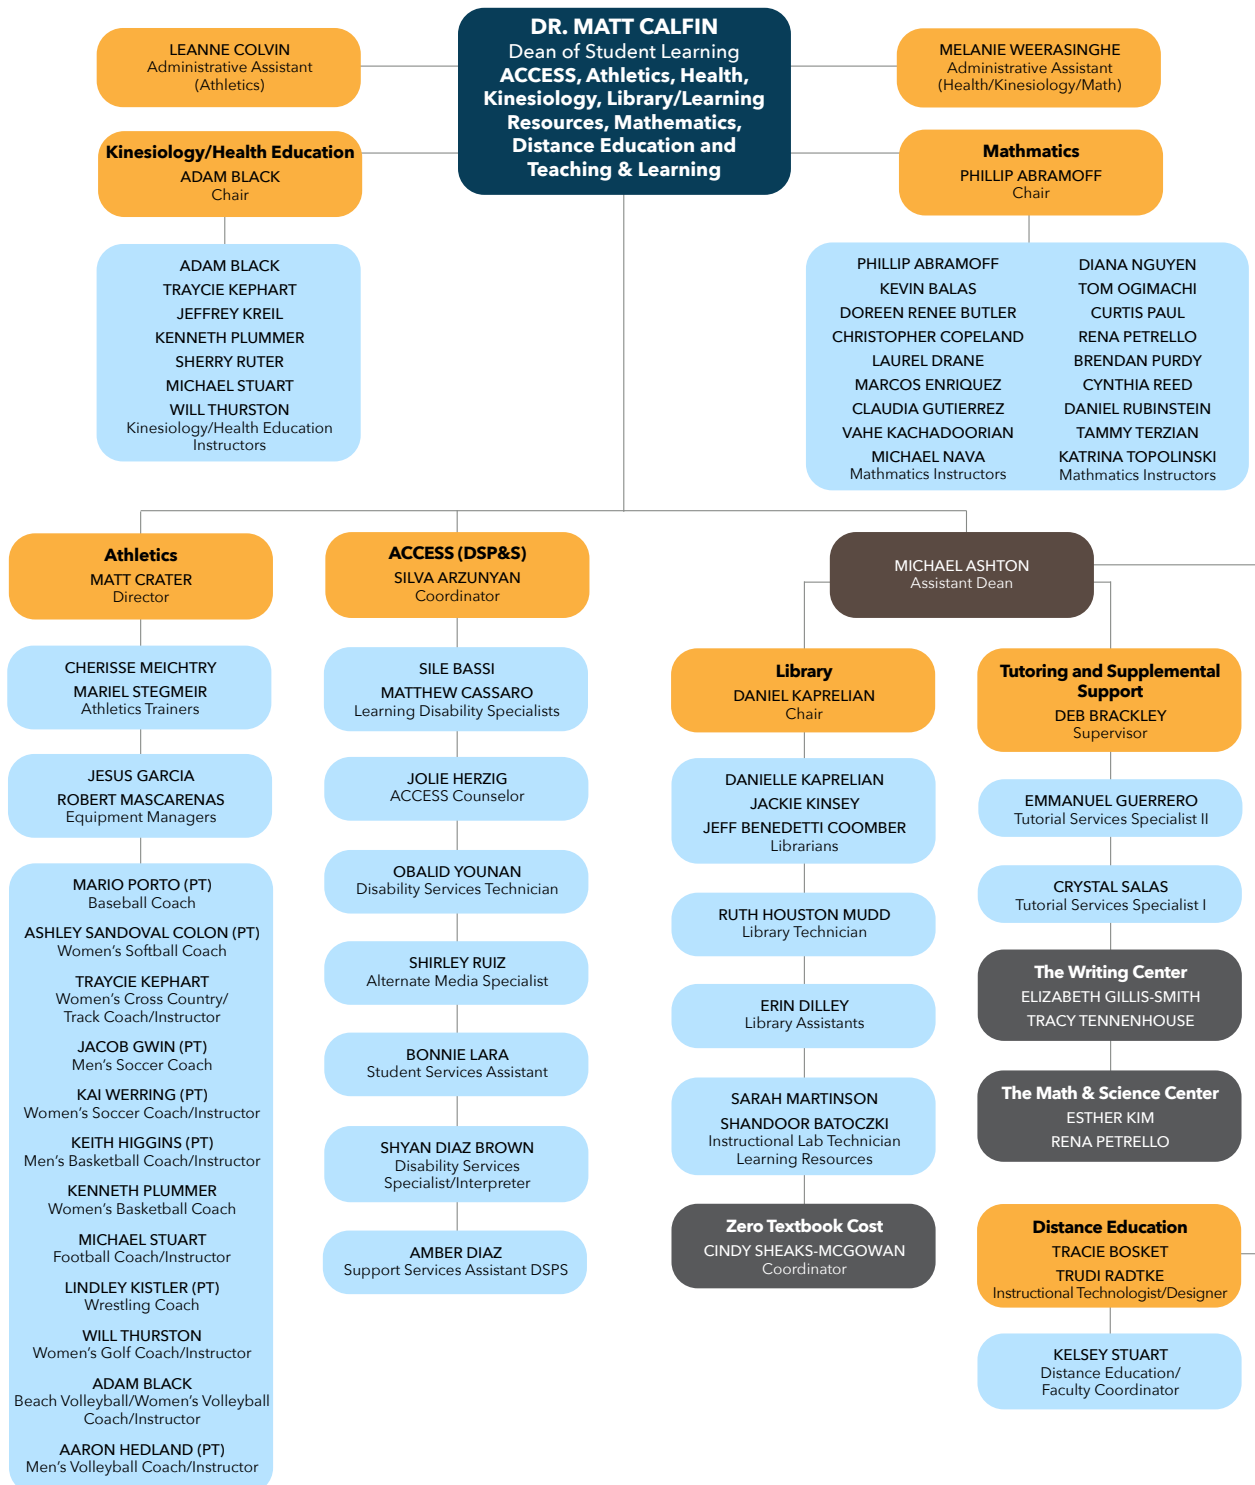 DR. MATT CALFIN
Dean of Student Learning
ACCESS, Athletics, Health,
Kinesiology, Library/Learning
Resources, Mathematics,
Distance Education and
Teaching & Learning
LEANNE COLVIN
Administrative Assistant
(Athletics)
MELANIE WEERASINGHE
Administrative Assistant
(Health/Kinesiology/Math)
Kinesiology/Health Education
ADAM BLACK
Chair
ADAM BLACK
TRAYCIE KEPHART
JEFFREY KREIL
KENNETH PLUMMER
SHERRY RUTER
MICHAEL STUART
WILL THURSTON
Kinesiology/Health Education
Instructors
Mathmatics
PHILLIP ABRAMOFF
Chair
PHILLIP ABRAMOFF
KEVIN BALAS
DOREEN RENEE BUTLER
CHRISTOPHER COPELAND
LAUREL DRANE
MARCOS ENRIQUEZ
CLAUDIA GUTIERREZ
VAHE KACHADOORIAN
MICHAEL NAVA
Mathmatics Instructors
DIANA NGUYEN
TOM OGIMACHI
CURTIS PAUL
RENA PETRELLO
BRENDAN PURDY
CYNTHIA REED
DANIEL RUBINSTEIN
TAMMY TERZIAN
KATRINA TOPOLINSKI
Mathmatics Instructors
Athletics
MATT CRATER
Director
CHERISSE MEICHTRY
MARIEL STEGMEIR
Athletics Trainers
JESUS GARCIA
ROBERT MASCARENAS
Equipment Managers
MARIO PORTO (PT)
Baseball Coach
ASHLEY SANDOVAL COLON (PT)
Women's Softball Coach
TRAYCIE KEPHART
Women's Cross Country/
Track Coach/Instructor
JACOB GWIN (PT)
Men's Soccer Coach
KAI WERRING (PT)
Women's Soccer Coach/Instructor
KEITH HIGGINS (PT)
Men's Basketball Coach/Instructor
KENNETH PLUMMER
Women's Basketball Coach
MICHAEL STUART
Football Coach/Instructor
LINDLEY KISTLER (PT)
Wrestling Coach
WILL THURSTON
Women's Golf Coach/Instructor
ADAM BLACK
Beach Volleyball/Women's Volleyball
Coach/Instructor
AARON HEDLAND (PT)
Men's Volleyball Coach/Instructor
ACCESS (DSP&S)
SILVA ARZUNYAN
Coordinator
SILE BASSI
MATTHEW CASSARO
Learning Disability Specialists
JOLIE HERZIG
ACCESS Counselor
OBALID YOUNAN
Disability Services Technician
SHIRLEY RUIZ
Alternate Media Specialist
BONNIE LARA
Student Services Assistant
SHYAN DIAZ BROWN
Disability Services
Specialist/Interpreter
AMBER DIAZ
Support Services Assistant DSPS
MICHAEL ASHTON
Assistant Dean
Library
DANIEL KAPRELIAN
Chair
DANIELLE KAPRELIAN
JACKIE KINSEY
JEFF BENEDETTI COOMBER
Librarians
RUTH HOUSTON MUDD
Library Technician
ERIN DILLEY
Library Assistants
SARAH MARTINSON
SHANDOOR BATOCZKI
Instructional Lab Technician
Learning Resources
Zero Textbook Cost
CINDY SHEAKS-MCGOWAN
Coordinator
Tutoring and Supplemental
Support
DEB BRACKLEY
Supervisor
EMMANUEL GUERRERO
Tutorial Services Specialist II
CRYSTAL SALAS
Tutorial Services Specialist I
The Writing Center
ELIZABETH GILLIS-SMITH
TRACY TENNENHOUSE
The Math & Science Center
ESTHER KIM
RENA PETRELLO
Distance Education
TRACIE BOSKET
TRUDI RADTKE
Instructional Technologist/Designer
KELSEY STUART
Distance Education/
Faculty Coordinator